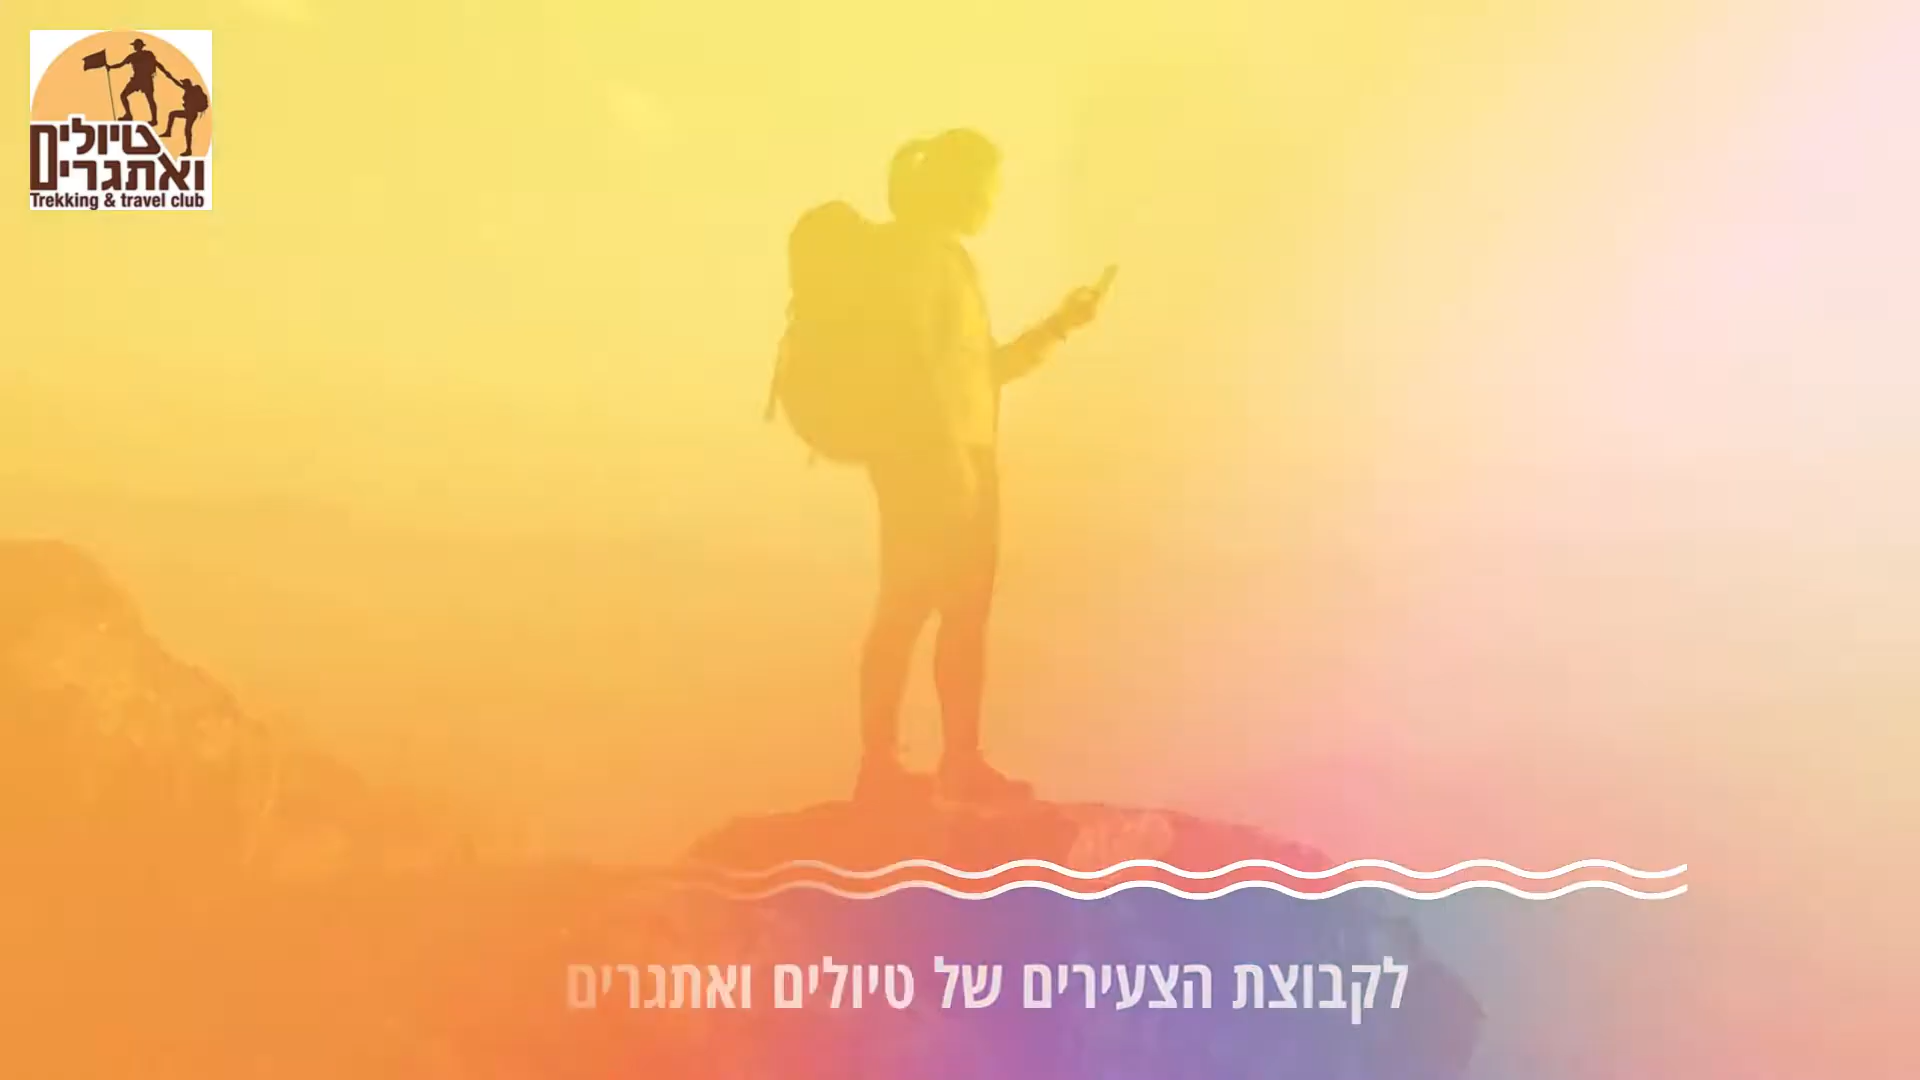 טיולים
ואתגרים
Trekking & travel club
לקבוצת הצעירים של טיולים ואתגרים